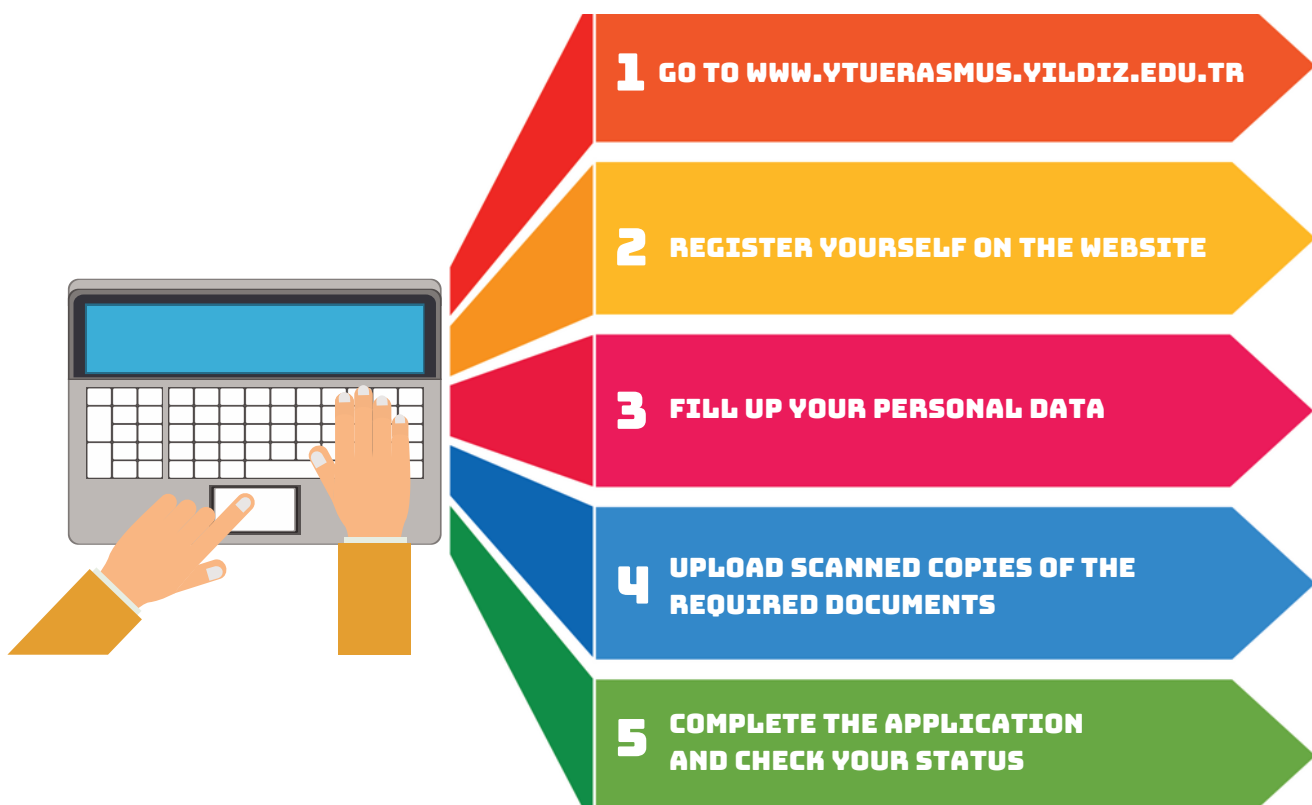 1 GO TO WWW.YTUERASMUS.YILDIZ.EDU.TR
2 REGISTER YOURSELF ON THE WEBSITE
3 FILL UP YOUR PERSONAL DATA
4 UPLOAD SCANNED COPIES OF THE
REQUIRED DOCUMENTS
5 COMPLETE THE APPLICATION
AND CHECK YOUR STATUS